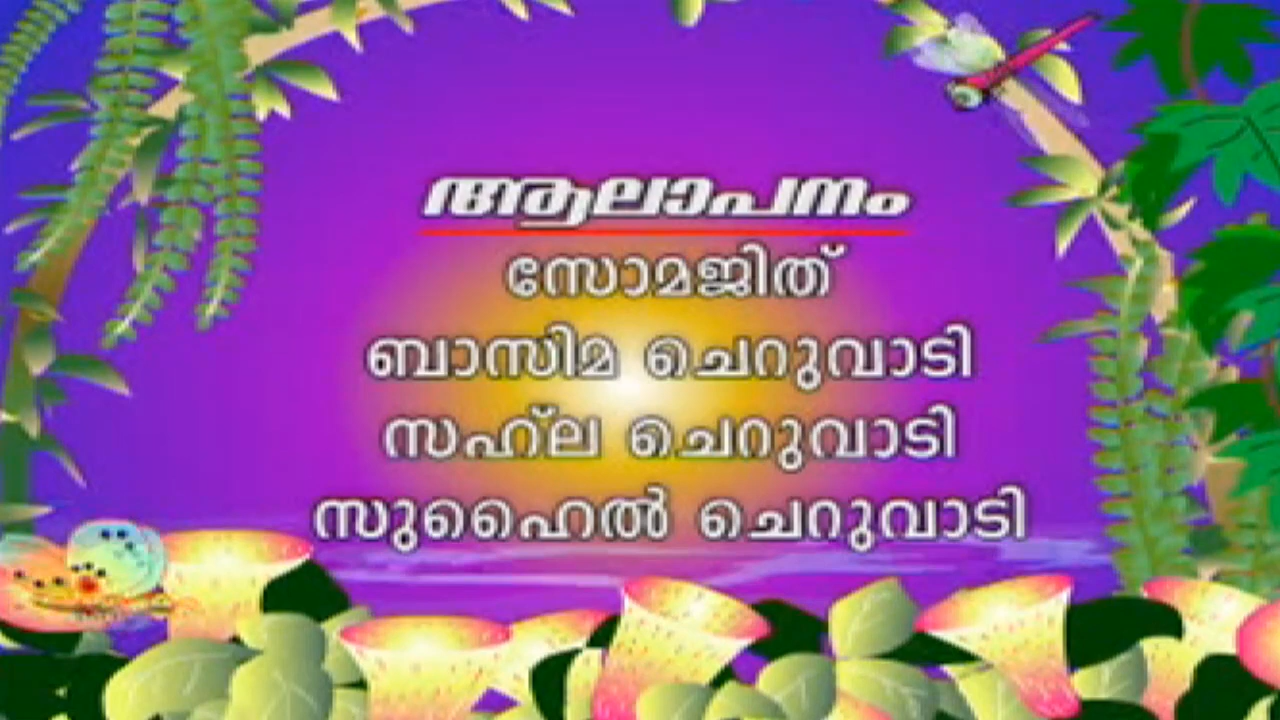 ആലാപനം
സോമജിത്
ബാസിമ ചെറുവാടി
സഹ്‌ല ചെറുവാടി
സുഹൈൽ ചെറുവാടി